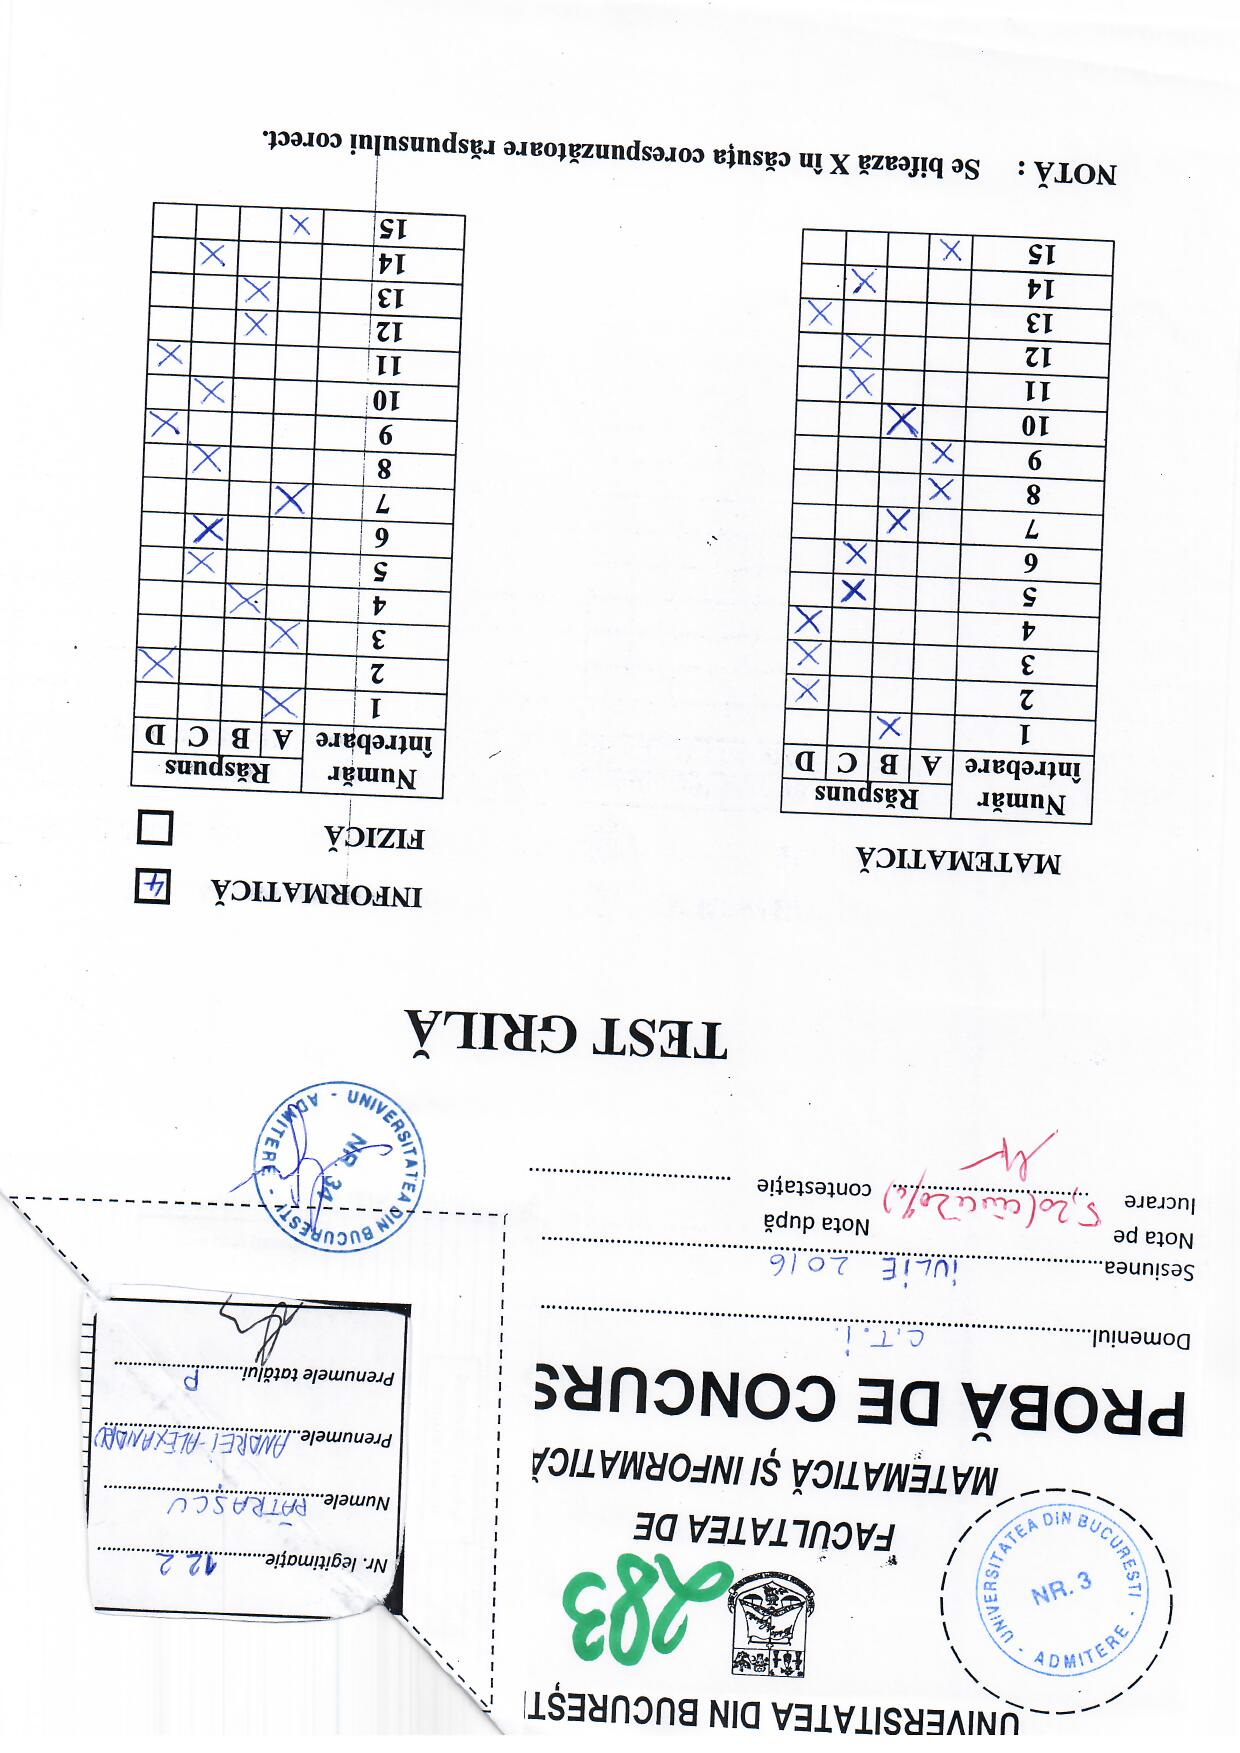 UNIVERSITATEA DIN BUCUREȘTI
FACULTATEA DE
MATEMATICĂ ȘI INFORMATICĂ
283
UNIVERSITATEA DIN BUCURESTI - ADMITERE -
NR. 3
PROBĂ DE CONCURS
Domeniul C.T.i.
Sesiunea iULiE 2016
Nota pe lucrare 5,20 (cinci 20%)
Nota după contestație
Nr. legitimație 122
Numele PĂTRAȘCU
Prenumele ANDREI-ALEXANDRU
Prenumele tatălui P
UNIVERSITATEA DIN BUCURESTI - ADMITERE -
NR. 34
TEST GRILĂ
MATEMATICĂ
Număr întrebare Răspuns
A B C D
1 X
2 X
3 X
4 X
5 X
6 X
7 X
8 X
9 X
10 X
11 X
12 X
13 X
14 X
15 X
INFORMATICĂ
FIZICĂ
Număr întrebare Răspuns
A B C D
1 X
2 X
3 X
4 X
5 X
6 X
7 X
8 X
9 X
10 X
11 X
12 X
13 X
14 X
15 X
NOTĂ : Se bifează X în căsuța corespunzătoare răspunsului corect.